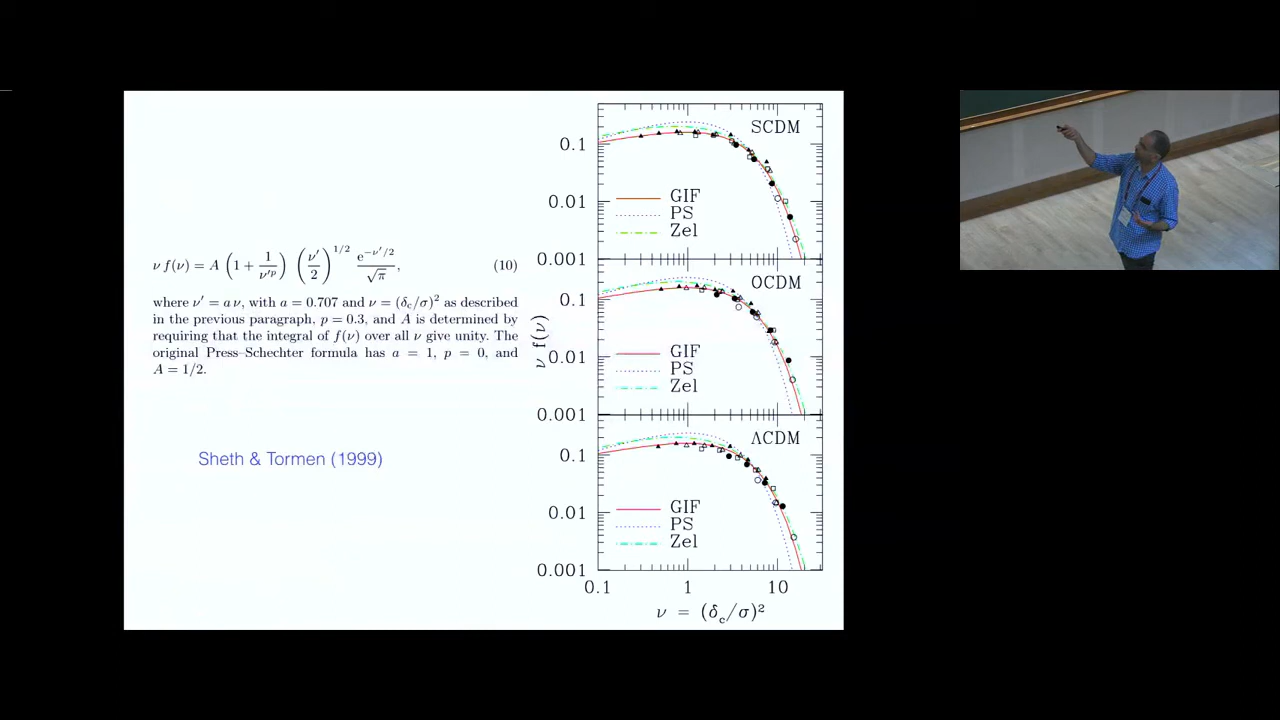 ν f(ν) = A (1 + 1/ν'^p) (ν'/2)^1/2 e^−ν'/2/√π, (10)
where ν' = a ν, with a = 0.707 and ν = (δc/σ)² as described
in the previous paragraph, p = 0.3, and A is determined by
requiring that the integral of f(ν) over all ν give unity. The
original Press–Schechter formula has a = 1, p = 0, and
A = 1/2.
Sheth & Tormen (1999)
SCDM
0.1
0.01
0.001
GIF
PS
Zel
OCDM
0.1
0.01
0.001
GIF
PS
Zel
ν f(ν)
ΛCDM
0.1
0.01
0.001
GIF
PS
Zel
0.1 1 10
ν = (δc/σ)²